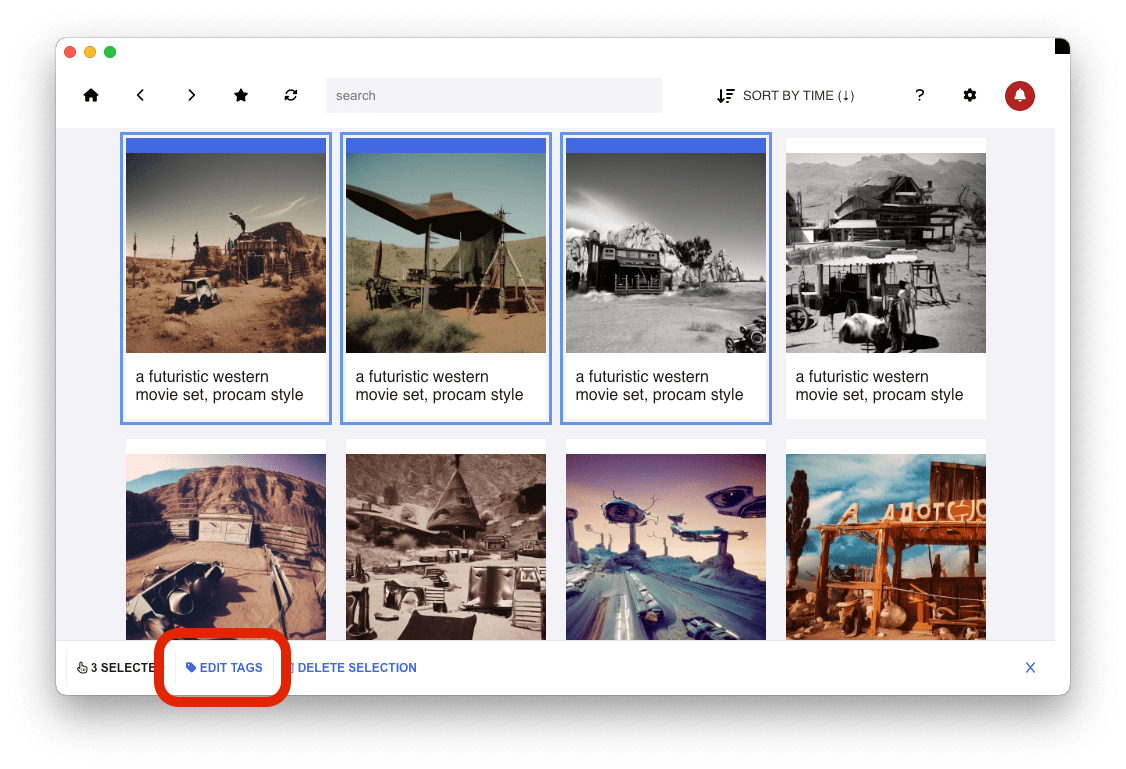 search
SORT BY TIME (↓)
?
a futuristic western
movie set, procam style
a futuristic western
movie set, procam style
a futuristic western
movie set, procam style
a futuristic western
movie set, procam style
A ADOT
3 SELECTE
EDIT TAGS
DELETE SELECTION
X